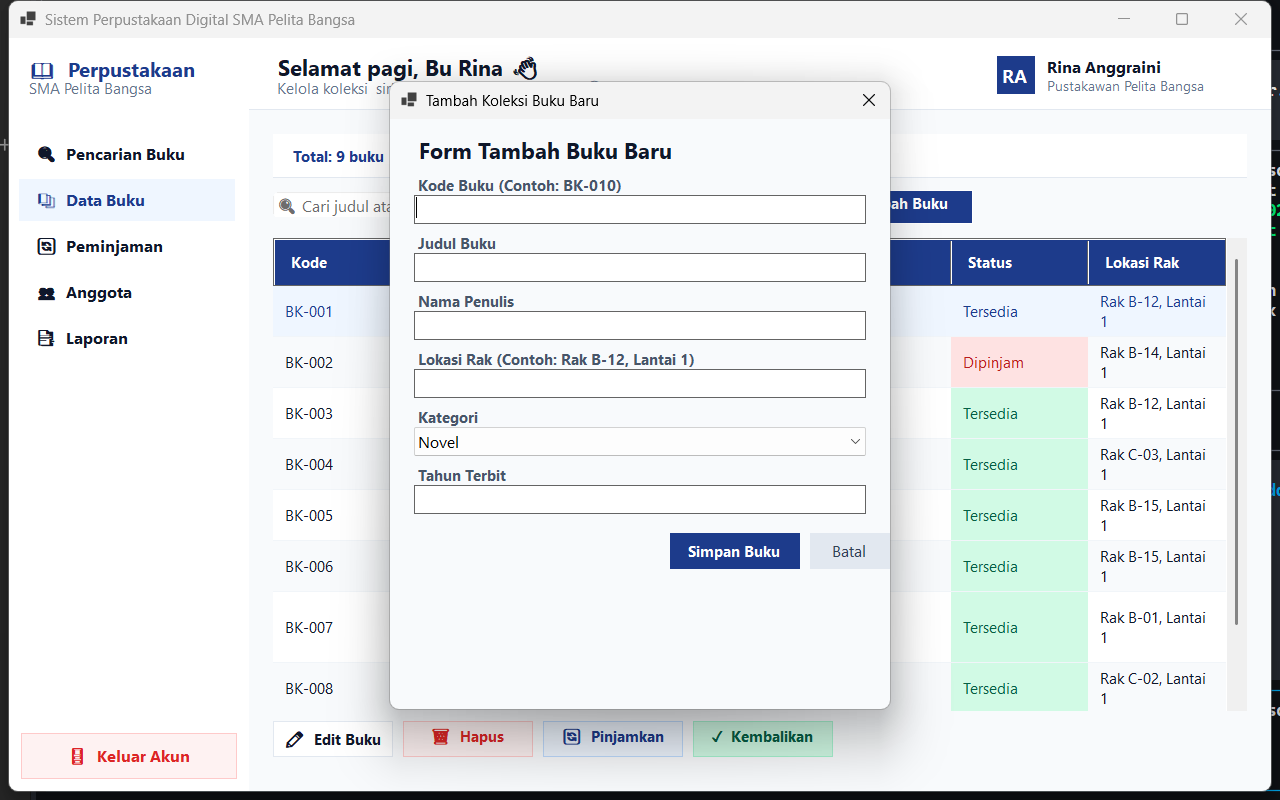 Sistem Perpustakaan Digital SMA Pelita Bangsa
Perpustakaan
SMA Pelita Bangsa
Selamat pagi, Bu Rina
Kelola koleksi
RA
Rina Anggraini
Pustakawan Pelita Bangsa
Pencarian Buku
Data Buku
Peminjaman
Anggota
Laporan
Keluar Akun
Total: 9 buku
Cari judul
Buku
Kode
Status
Lokasi Rak
BK-001
Tersedia
Rak B-12, Lantai
1
BK-002
Dipinjam
Rak B-14, Lantai
1
BK-003
Tersedia
Rak B-12, Lantai
1
BK-004
Tersedia
Rak C-03, Lantai
1
BK-005
Tersedia
Rak B-15, Lantai
1
BK-006
Tersedia
Rak B-15, Lantai
1
BK-007
Tersedia
Rak B-01, Lantai
1
BK-008
Tersedia
Rak C-02, Lantai
1
Edit Buku
Hapus
Pinjamkan
✓ Kembalikan
Tambah Koleksi Buku Baru
Form Tambah Buku Baru
Kode Buku (Contoh: BK-010)
Judul Buku
Nama Penulis
Lokasi Rak (Contoh: Rak B-12, Lantai 1)
Kategori
Novel
Tahun Terbit
Simpan Buku
Batal